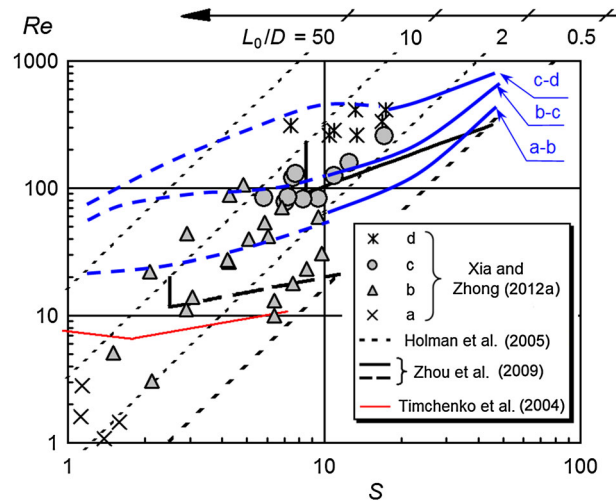 Re
L₀/D = 50 10 2 0.5
1000
c-d
b-c
a-b
100
d
c
b
a
Xia and
Zhong (2012a)
Holman et al. (2005)
Zhou et al. (2009)
Timchenko et al. (2004)
10
1
1 10 100
S